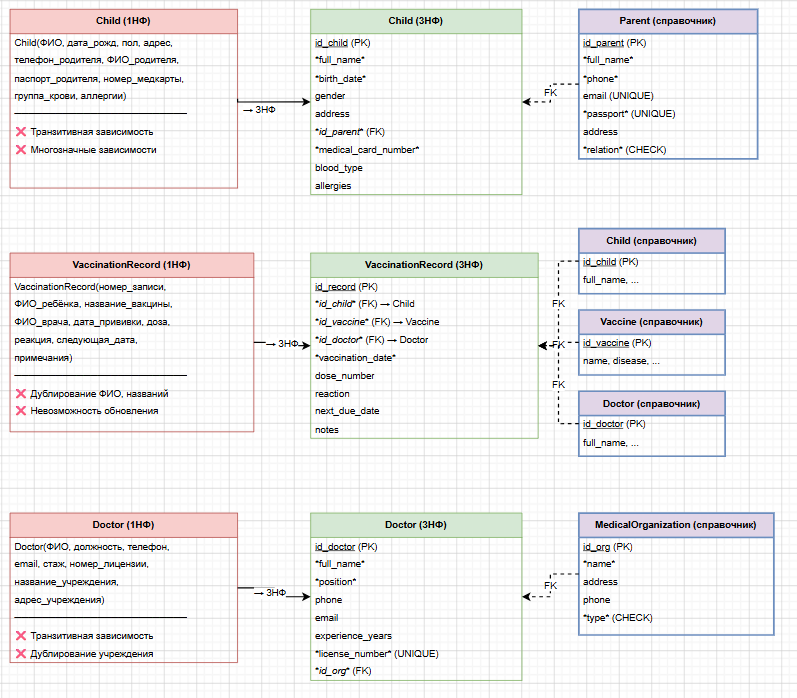 Child (1НФ)
Child(ФИО, дата_рожд, пол, адрес,
телефон_родителя, ФИО_родителя,
паспорт_родителя, номер_медкарты,
группа_крови, аллергии)
❌ Транзитивная зависимость
❌ Многозначные зависимости
→ 3НФ
Child (3НФ)
id_child (PK)
*full_name*
*birth_date*
gender
address
*id_parent* (FK)
*medical_card_number*
blood_type
allergies
FK
Parent (справочник)
id_parent (PK)
*full_name*
*phone*
email (UNIQUE)
*passport* (UNIQUE)
address
*relation* (CHECK)
VaccinationRecord (1НФ)
VaccinationRecord(номер_записи,
ФИО_ребёнка, название_вакцины,
ФИО_врача, дата_прививки, доза,
реакция, следующая_дата,
примечания)
❌ Дублирование ФИО, названий
❌ Невозможность обновления
→ 3НФ
VaccinationRecord (3НФ)
id_record (PK)
*id_child* (FK) → Child
*id_vaccine* (FK) → Vaccine
*id_doctor* (FK) → Doctor
*vaccination_date*
dose_number
reaction
next_due_date
notes
FK
FK
FK
Child (справочник)
id_child (PK)
full_name, ...
Vaccine (справочник)
id_vaccine (PK)
name, disease, ...
Doctor (справочник)
id_doctor (PK)
full_name, ...
Doctor (1НФ)
Doctor(ФИО, должность, телефон,
email, стаж, номер_лицензии,
название_учреждения,
адрес_учреждения)
❌ Транзитивная зависимость
❌ Дублирование учреждения
→ 3НФ
Doctor (3НФ)
id_doctor (PK)
*full_name*
*position*
phone
email
experience_years
*license_number* (UNIQUE)
*id_org* (FK)
FK
MedicalOrganization (справочник)
id_org (PK)
*name*
address
phone
*type* (CHECK)